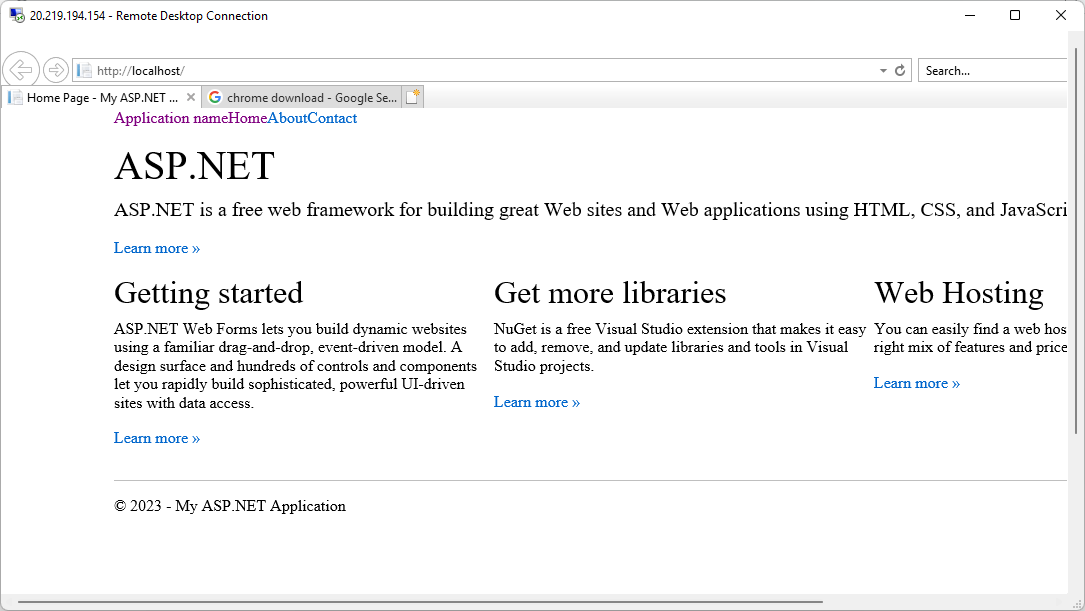 20.219.194.154 - Remote Desktop Connection
http://localhost/
Search...
Home Page - My ASP.NET ...
chrome download - Google Se...
Application nameHomeAboutContact
ASP.NET
ASP.NET is a free web framework for building great Web sites and Web applications using HTML, CSS, and JavaScri
Learn more »
Getting started
ASP.NET Web Forms lets you build dynamic websites
using a familiar drag-and-drop, event-driven model. A
design surface and hundreds of controls and components
let you rapidly build sophisticated, powerful UI-driven
sites with data access.
Learn more »
Get more libraries
NuGet is a free Visual Studio extension that makes it easy
to add, remove, and update libraries and tools in Visual
Studio projects.
Learn more »
Web Hosting
You can easily find a web hos
right mix of features and price
Learn more »
© 2023 - My ASP.NET Application